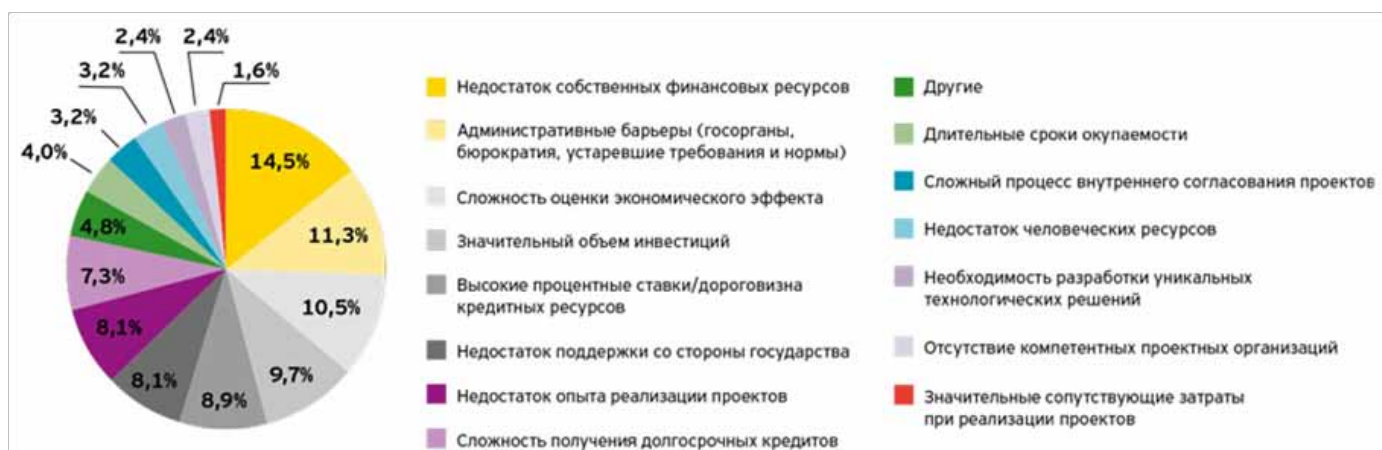 2,4%
2,4%
3,2%
1,6%
3,2%
4,0%
14,5%
11,3%
4,8%
7,3%
10,5%
8,1%
9,7%
8,1%
8,9%
Недостаток собственных финансовых ресурсов
Административные барьеры (госорганы,
бюрократия, устаревшие требования и нормы)
Сложность оценки экономического эффекта
Значительный объем инвестиций
Высокие процентные ставки/дороговизна
кредитных ресурсов
Недостаток поддержки со стороны государства
Недостаток опыта реализации проектов
Сложность получения долгосрочных кредитов
Другие
Длительные сроки окупаемости
Сложный процесс внутреннего согласования проектов
Недостаток человеческих ресурсов
Необходимость разработки уникальных
технологических решений
Отсутствие компетентных проектных организаций
Значительные сопутствующие затраты
при реализации проектов